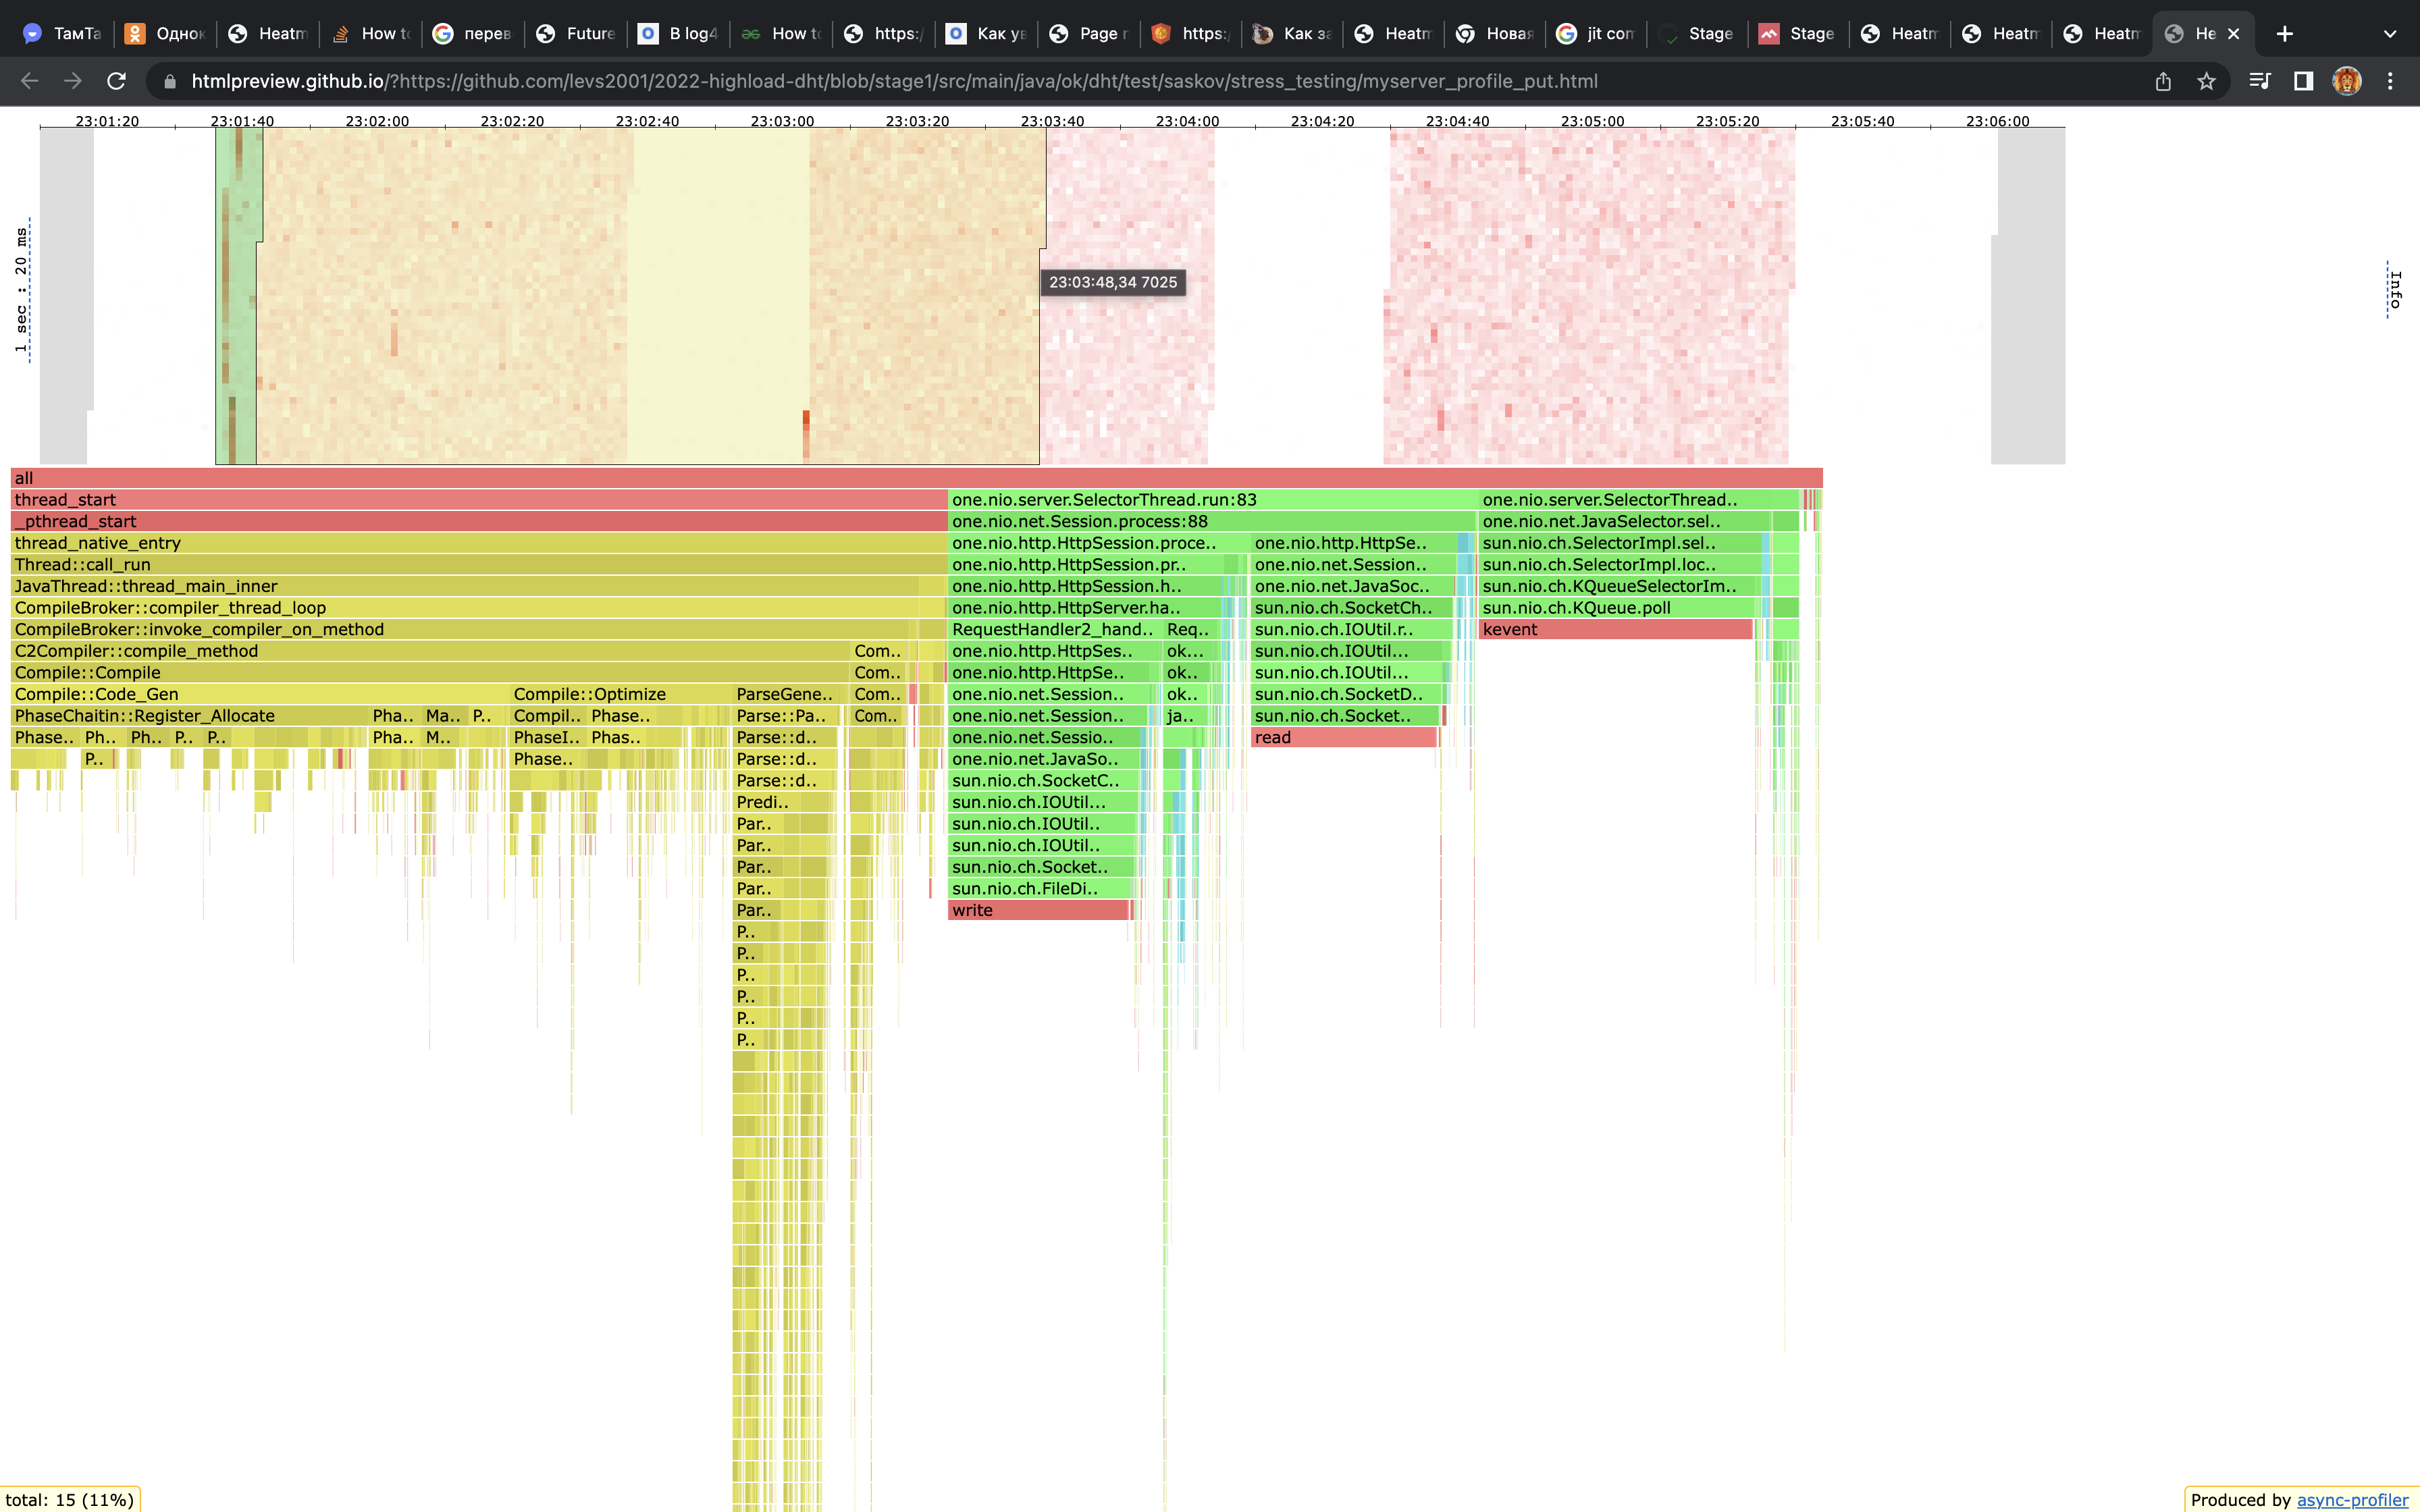 ТамТа Однок Heatm How to перев Future В log4 How to https:/ Как ув Page r https:/ Как за Heatm Новая jit com Stage Stage Heatm Heatm Heatm He
htmlpreview.github.io/?https://github.com/levs2001/2022-highload-dht/blob/stage1/src/main/java/ok/dht/test/saskov/stress_testing/myserver_profile_put.html
23:01:20 23:01:40 23:02:00 23:02:20 23:02:40 23:03:00 23:03:20 23:03:40 23:04:00 23:04:20 23:04:40 23:05:00 23:05:20 23:05:40 23:06:00
1 sec : 20 ms
Info
23:03:48,34 7025
all
thread_start one.nio.server.SelectorThread.run:83 one.nio.server.SelectorThread..
_pthread_start one.nio.net.Session.process:88 one.nio.net.JavaSelector.sel..
thread_native_entry one.nio.http.HttpSession.proce.. one.nio.http.HttpSe.. sun.nio.ch.SelectorImpl.sel..
Thread::call_run one.nio.http.HttpSession.pr.. one.nio.net.Session.. sun.nio.ch.SelectorImpl.loc..
JavaThread::thread_main_inner one.nio.http.HttpSession.h.. one.nio.net.JavaSoc.. sun.nio.ch.KQueueSelectorIm..
CompileBroker::compiler_thread_loop one.nio.http.HttpServer.ha.. sun.nio.ch.SocketCh.. sun.nio.ch.KQueue.poll
CompileBroker::invoke_compiler_on_method RequestHandler2_hand.. Req.. sun.nio.ch.IOUtil.r.. kevent
C2Compiler::compile_method Com.. one.nio.http.HttpSes.. ok... sun.nio.ch.IOUtil...
Compile::Compile Com.. one.nio.http.HttpSe.. ok.. sun.nio.ch.IOUtil...
Compile::Code_Gen Compile::Optimize ParseGene.. Com.. one.nio.net.Session.. ok.. sun.nio.ch.SocketD..
PhaseChaitin::Register_Allocate Pha.. Ma.. P.. Compil.. Phase.. Parse::Pa.. Com.. one.nio.net.Session.. ja.. sun.nio.ch.Socket..
Phase.. Ph.. Ph.. P.. P.. Pha.. M.. PhaseI.. Phas.. Parse::d.. one.nio.net.Sessio.. read
P.. Phase.. Parse::d.. one.nio.net.JavaSo..
Parse::d.. sun.nio.ch.SocketC..
Predi.. sun.nio.ch.IOUtil...
Par.. sun.nio.ch.IOUtil..
Par.. sun.nio.ch.IOUtil..
Par.. sun.nio.ch.Socket..
Par.. sun.nio.ch.FileDi..
Par.. write
P..
P..
P..
P..
P..
P..
total: 15 (11%)
Produced by async-profiler